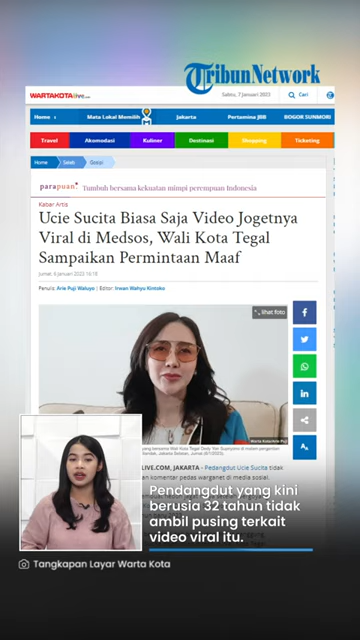 TribunNetwork
WARTAKOTAlive.com
Sabtu, 7 Januari 2023
Cari
Home
Mata Lokal Memilih
Jakarta
Pertamina JBB
BOGOR SUNMORI
Travel
Akomodasi
Kuliner
Destinasi
Shopping
Ticketing
Home
Seleb
Gosip
parapuan
Tumbuh bersama kekuatan mimpi perempuan Indonesia
Kabar Artis
Ucie Sucita Biasa Saja Video Jogetnya
Viral di Medsos, Wali Kota Tegal
Sampaikan Permintaan Maaf
Jumat, 6 Januari 2023 16:16
Penulis: Arie Puji Waluyo | Editor: Irwan Wahyu Kintoko
lihat foto
LIVE.COM, JAKARTA - Pedangdut Ucie Sucita tidak
komentar pedas warganet di media sosial.
Pendangdut yang kini
berusia 32 tahun tidak
ambil pusing terkait
video viral itu.
Tangkapan Layar Warta Kota